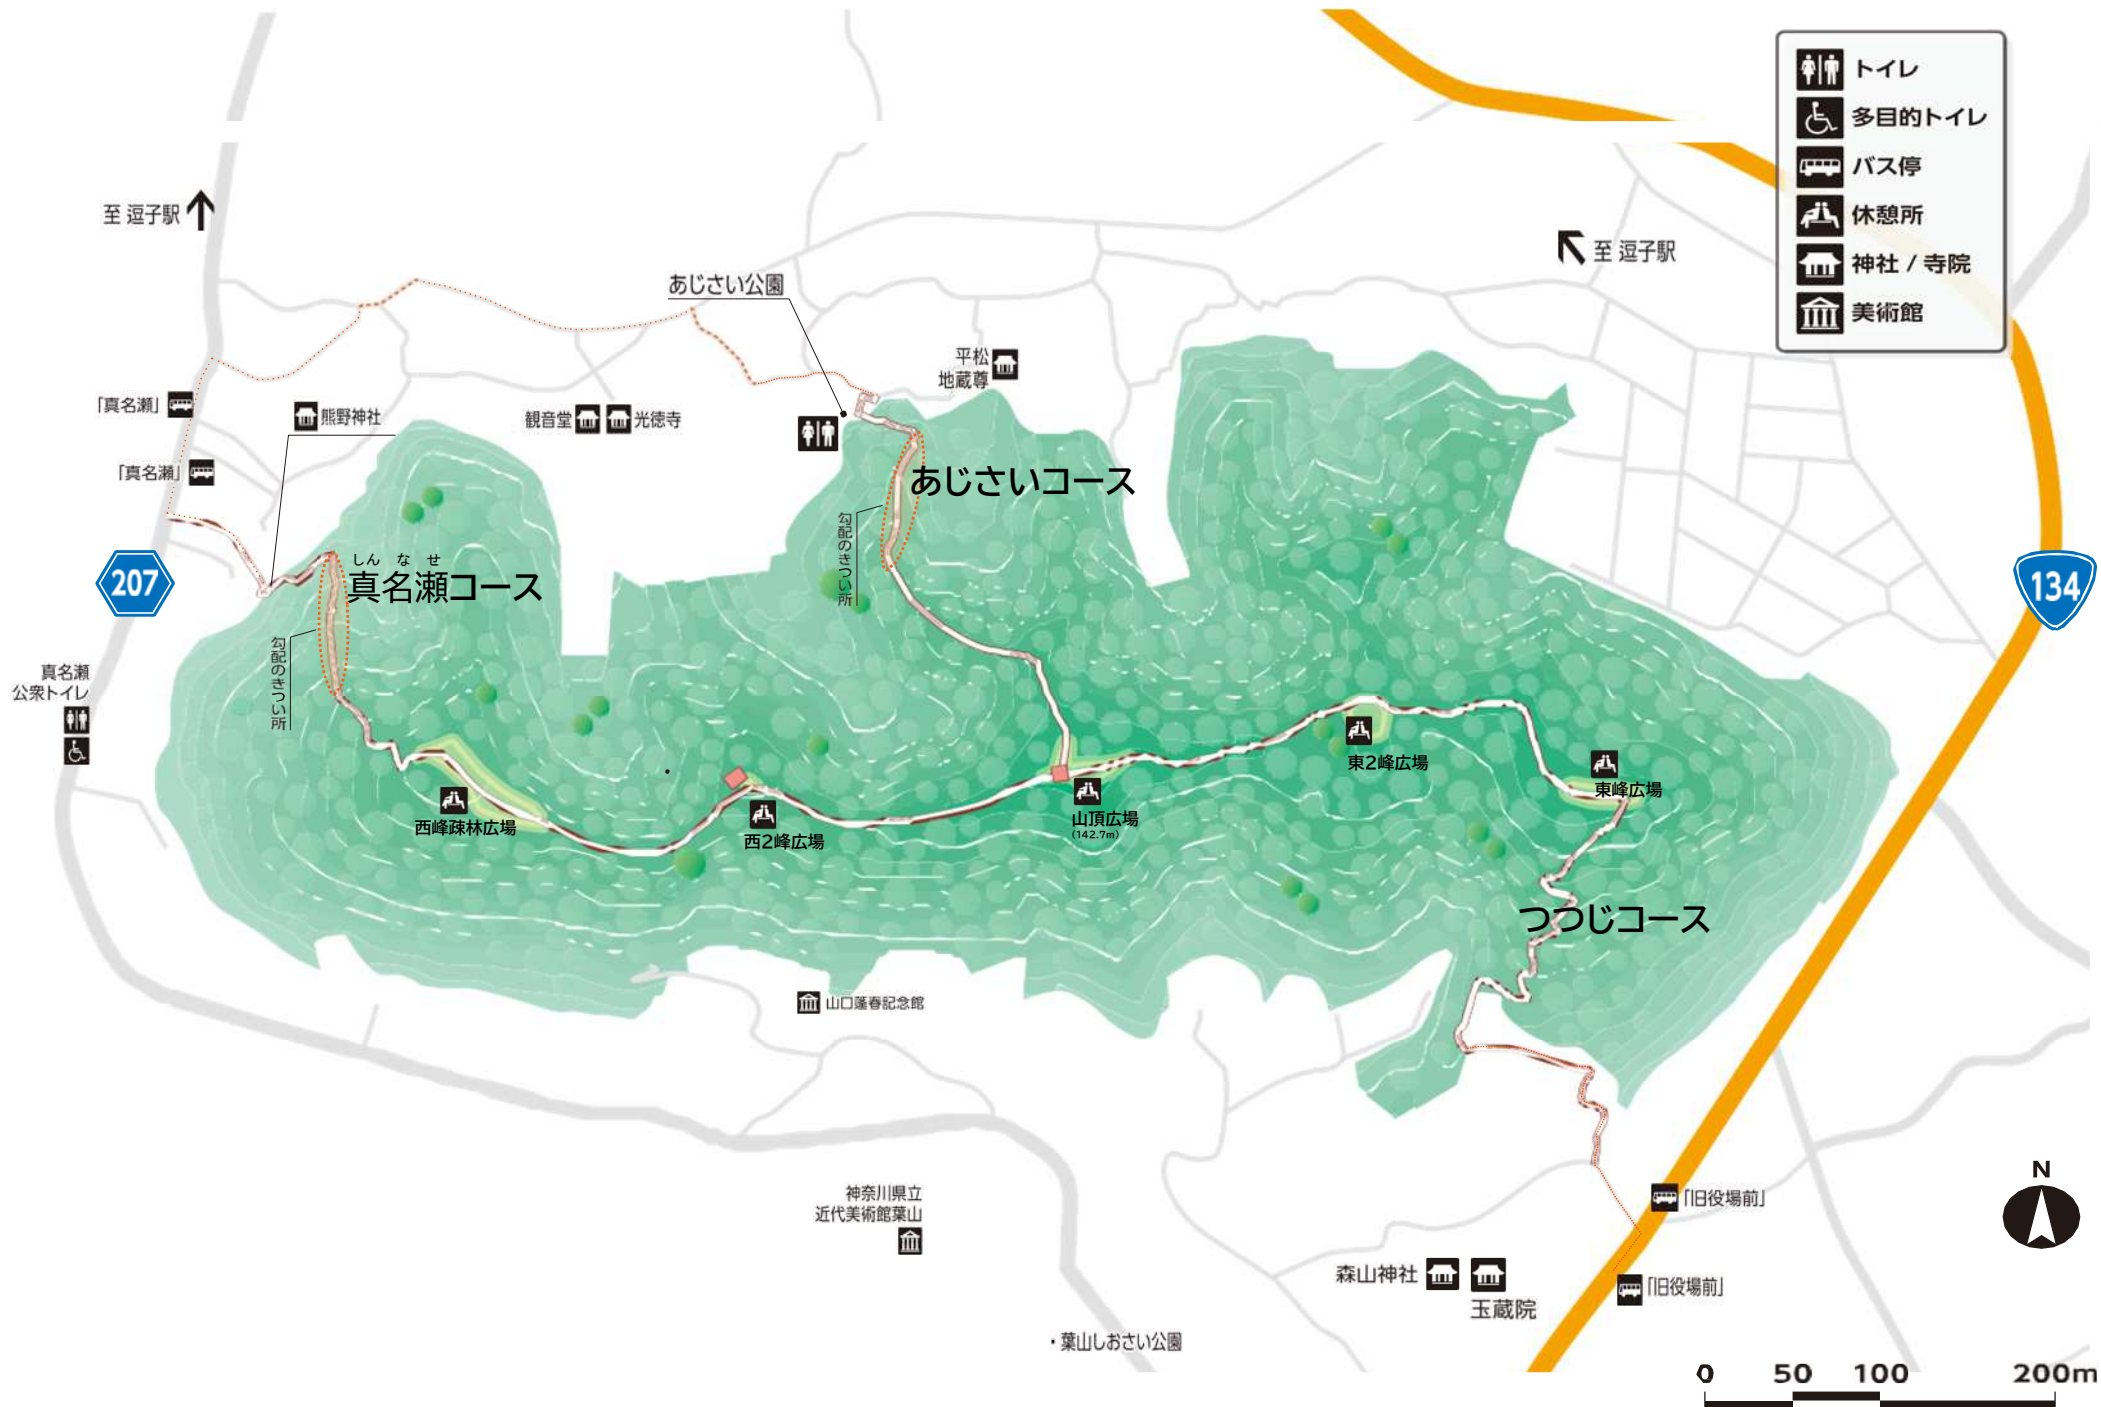 トイレ
多目的トイレ
バス停
休憩所
神社 / 寺院
美術館
至 逗子駅
至 逗子駅
あじさい公園
平松
地蔵尊
「真名瀬」
熊野神社
観音堂
光徳寺
「真名瀬」
あじさいコース
勾配のきつい所
207
しん な せ
真名瀬コース
134
勾配のきつい所
真名瀬
公衆トイレ
西峰疎林広場
西2峰広場
山頂広場
(142.7m)
東2峰広場
東峰広場
つつじコース
山口蓬春記念館
神奈川県立
近代美術館葉山
「旧役場前」
N
森山神社
玉蔵院
「旧役場前」
・葉山しおさい公園
0 50 100 200m